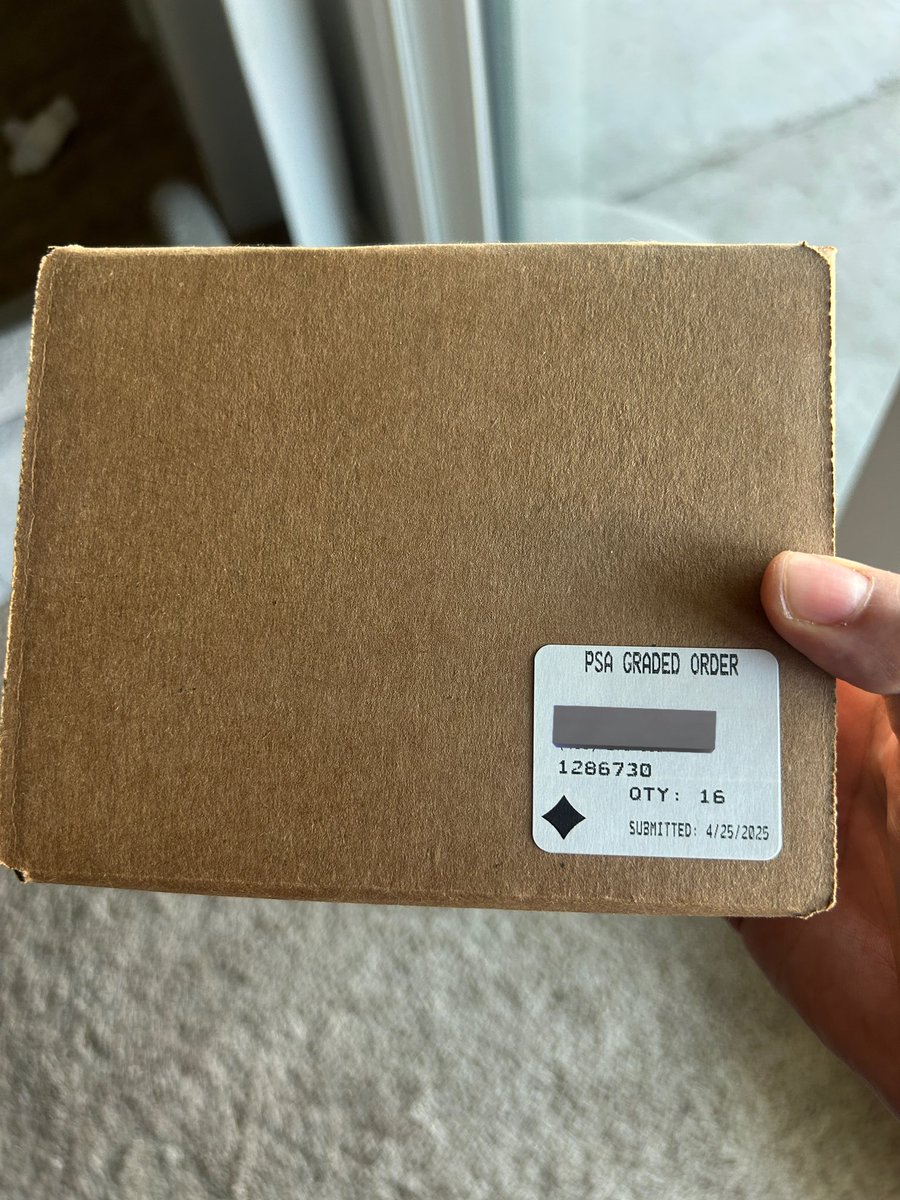 PSA GRADED ORDER
1286730
QTY: 16
SUBMITTED: 4/25/2025